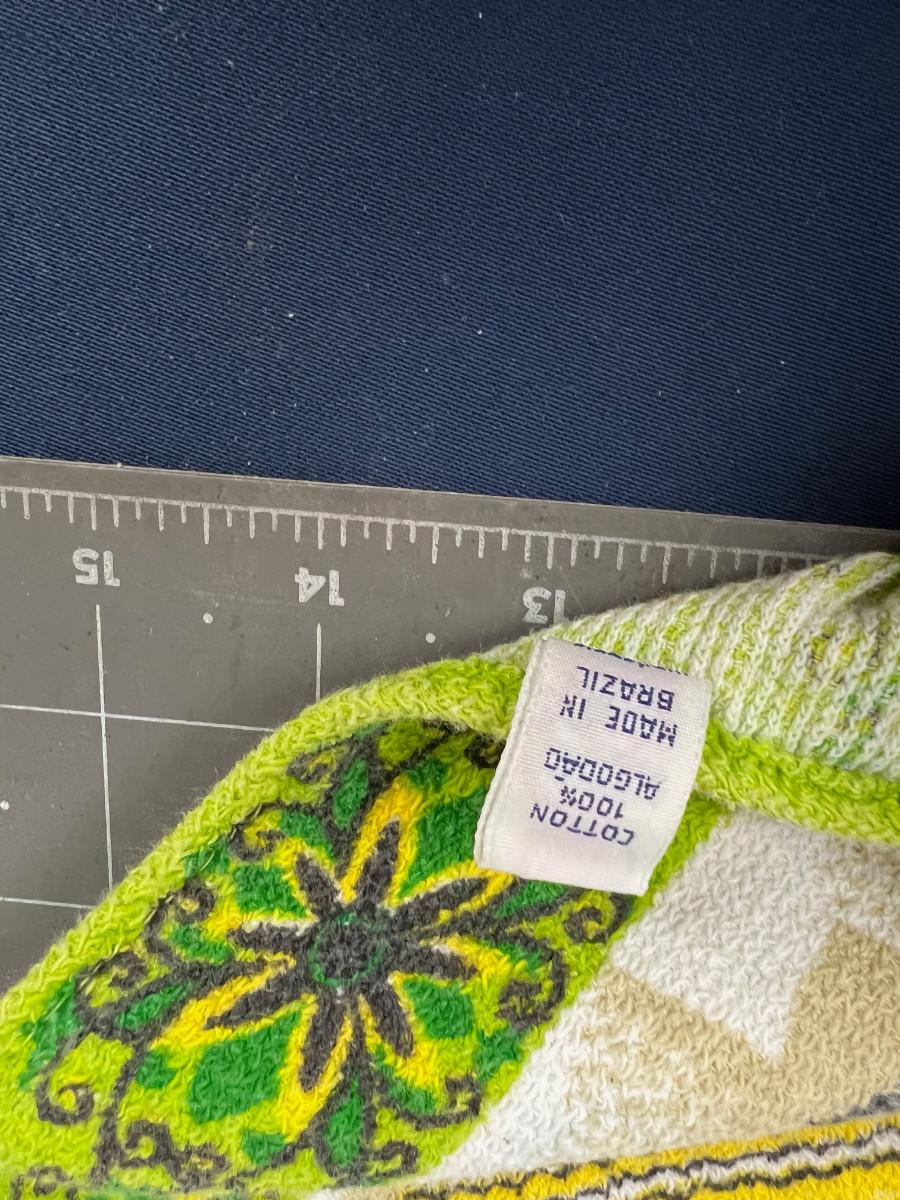 COTTON
100%
ALGODÃO
MADE IN
BRAZIL
13
14
15